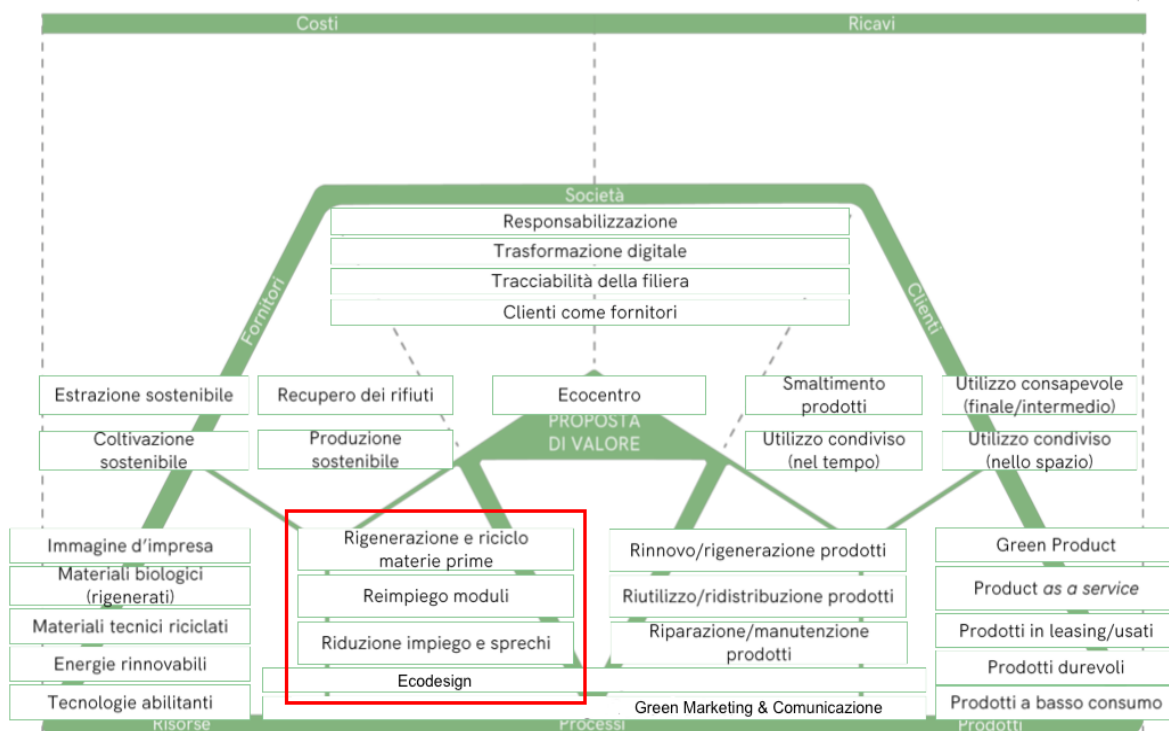 Costi
Ricavi
Società
Responsabilizzazione
Trasformazione digitale
Tracciabilità della filiera
Clienti come fornitori
Fornitori
Clienti
Estrazione sostenibile
Recupero dei rifiuti
Ecocentro
Smaltimento
prodotti
Utilizzo consapevole
(finale/intermedio)
Coltivazione
sostenibile
Produzione
sostenibile
PROPOSTA
DI VALORE
Utilizzo condiviso
(nel tempo)
Utilizzo condiviso
(nello spazio)
Immagine d'impresa
Materiali biologici
(rigenerati)
Materiali tecnici riciclati
Energie rinnovabili
Tecnologie abilitanti
Rigenerazione e riciclo
materie prime
Reimpiego moduli
Riduzione impiego e sprechi
Ecodesign
Rinnovo/rigenerazione prodotti
Riutilizzo/ridistribuzione prodotti
Riparazione/manutenzione
prodotti
Green Marketing & Comunicazione
Green Product
Product as a service
Prodotti in leasing/usati
Prodotti durevoli
Prodotti a basso consumo
Risorse
Processi
Prodotti